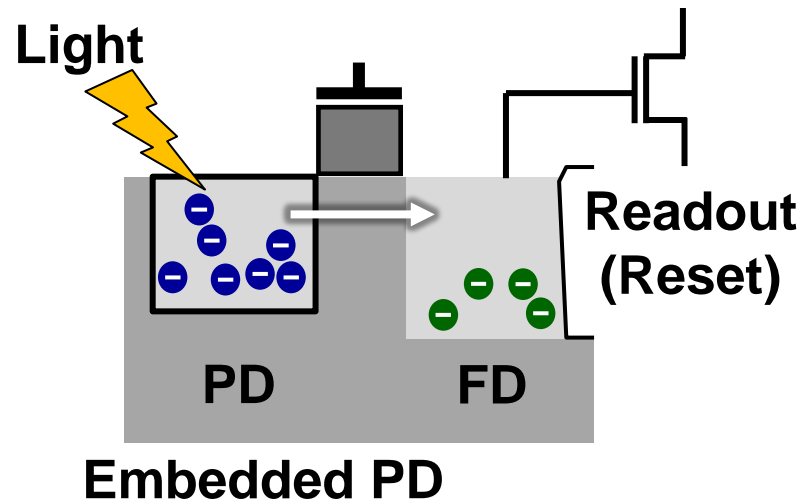 Light
Readout
(Reset)
PD
FD
Embedded PD